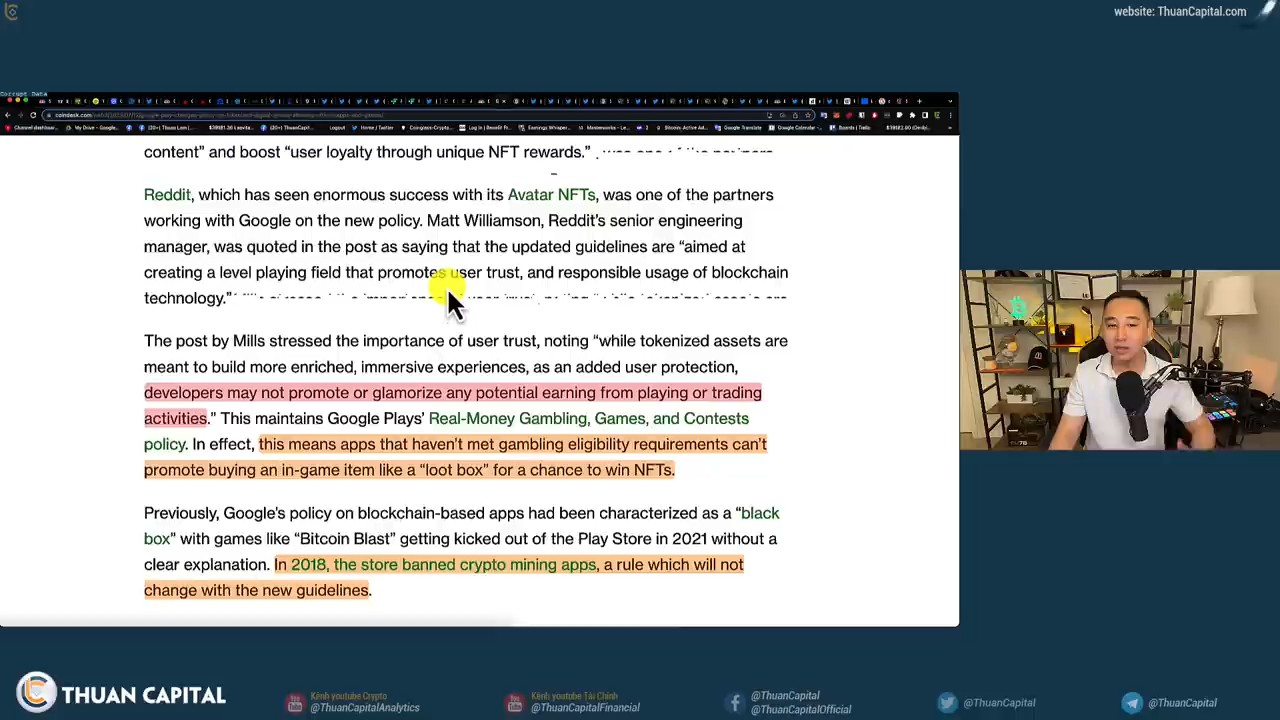 website: ThuanCapital.com
Corrupt Data
content” and boost “user loyalty through unique NFT rewards.”
Reddit, which has seen enormous success with its Avatar NFTs, was one of the partners
working with Google on the new policy. Matt Williamson, Reddit’s senior engineering
manager, was quoted in the post as saying that the updated guidelines are “aimed at
creating a level playing field that promotes user trust, and responsible usage of blockchain
technology.”
The post by Mills stressed the importance of user trust, noting “while tokenized assets are
meant to build more enriched, immersive experiences, as an added user protection,
developers may not promote or glamorize any potential earning from playing or trading
activities.” This maintains Google Plays’ Real-Money Gambling, Games, and Contests
policy. In effect, this means apps that haven’t met gambling eligibility requirements can’t
promote buying an in-game item like a “loot box” for a chance to win NFTs.
Previously, Google’s policy on blockchain-based apps had been characterized as a “black
box” with games like “Bitcoin Blast” getting kicked out of the Play Store in 2021 without a
clear explanation. In 2018, the store banned crypto mining apps, a rule which will not
change with the new guidelines.
THUAN CAPITAL
Kênh youtube Crypto
@ThuanCapitalAnalytics
Kênh youtube Tài Chính
@ThuanCapitalFinancial
@ThuanCapital
@ThuanCapitalOfficial
@ThuanCapital
@ThuanCapital